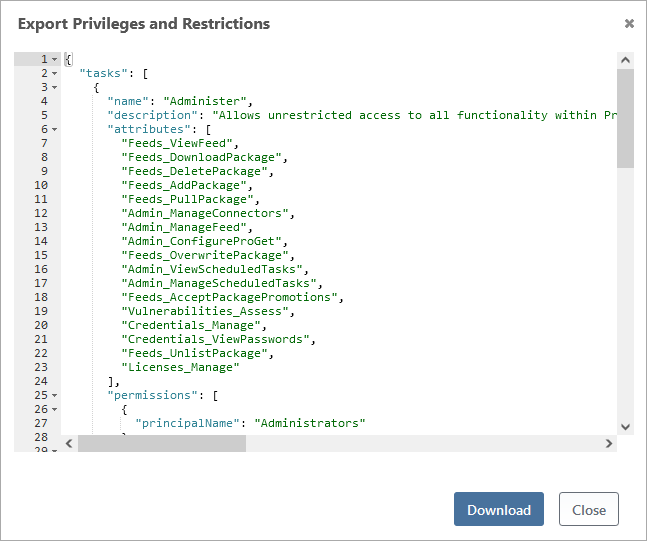 Export Privileges and Restrictions ×
1 {
2 "tasks": [
3 {
4 "name": "Administer",
5 "description": "Allows unrestricted access to all functionality within Pr
6 "attributes": [
7 "Feeds_ViewFeed",
8 "Feeds_DownloadPackage",
9 "Feeds_DeletePackage",
10 "Feeds_AddPackage",
11 "Feeds_PullPackage",
12 "Admin_ManageConnectors",
13 "Admin_ManageFeed",
14 "Admin_ConfigureProGet",
15 "Feeds_OverwritePackage",
16 "Admin_ViewScheduledTasks",
17 "Admin_ManageScheduledTasks",
18 "Feeds_AcceptPackagePromotions",
19 "Vulnerabilities_Assess",
20 "Credentials_Manage",
21 "Credentials_ViewPasswords",
22 "Feeds_UnlistPackage",
23 "Licenses_Manage"
24 ],
25 "permissions": [
26 {
27 "principalName": "Administrators"
28
29
Download Close